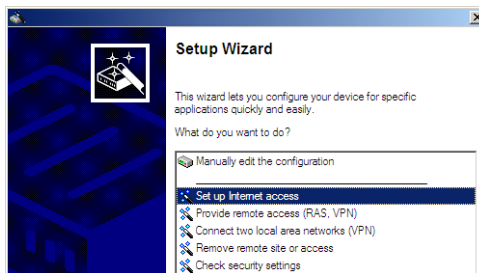 Setup Wizard
This wizard lets you configure your device for specific
applications quickly and easily.
What do you want to do?
Manually edit the configuration
Set up Internet access
Provide remote access (RAS, VPN)
Connect two local area networks (VPN)
Remove remote site or access
Check security settings